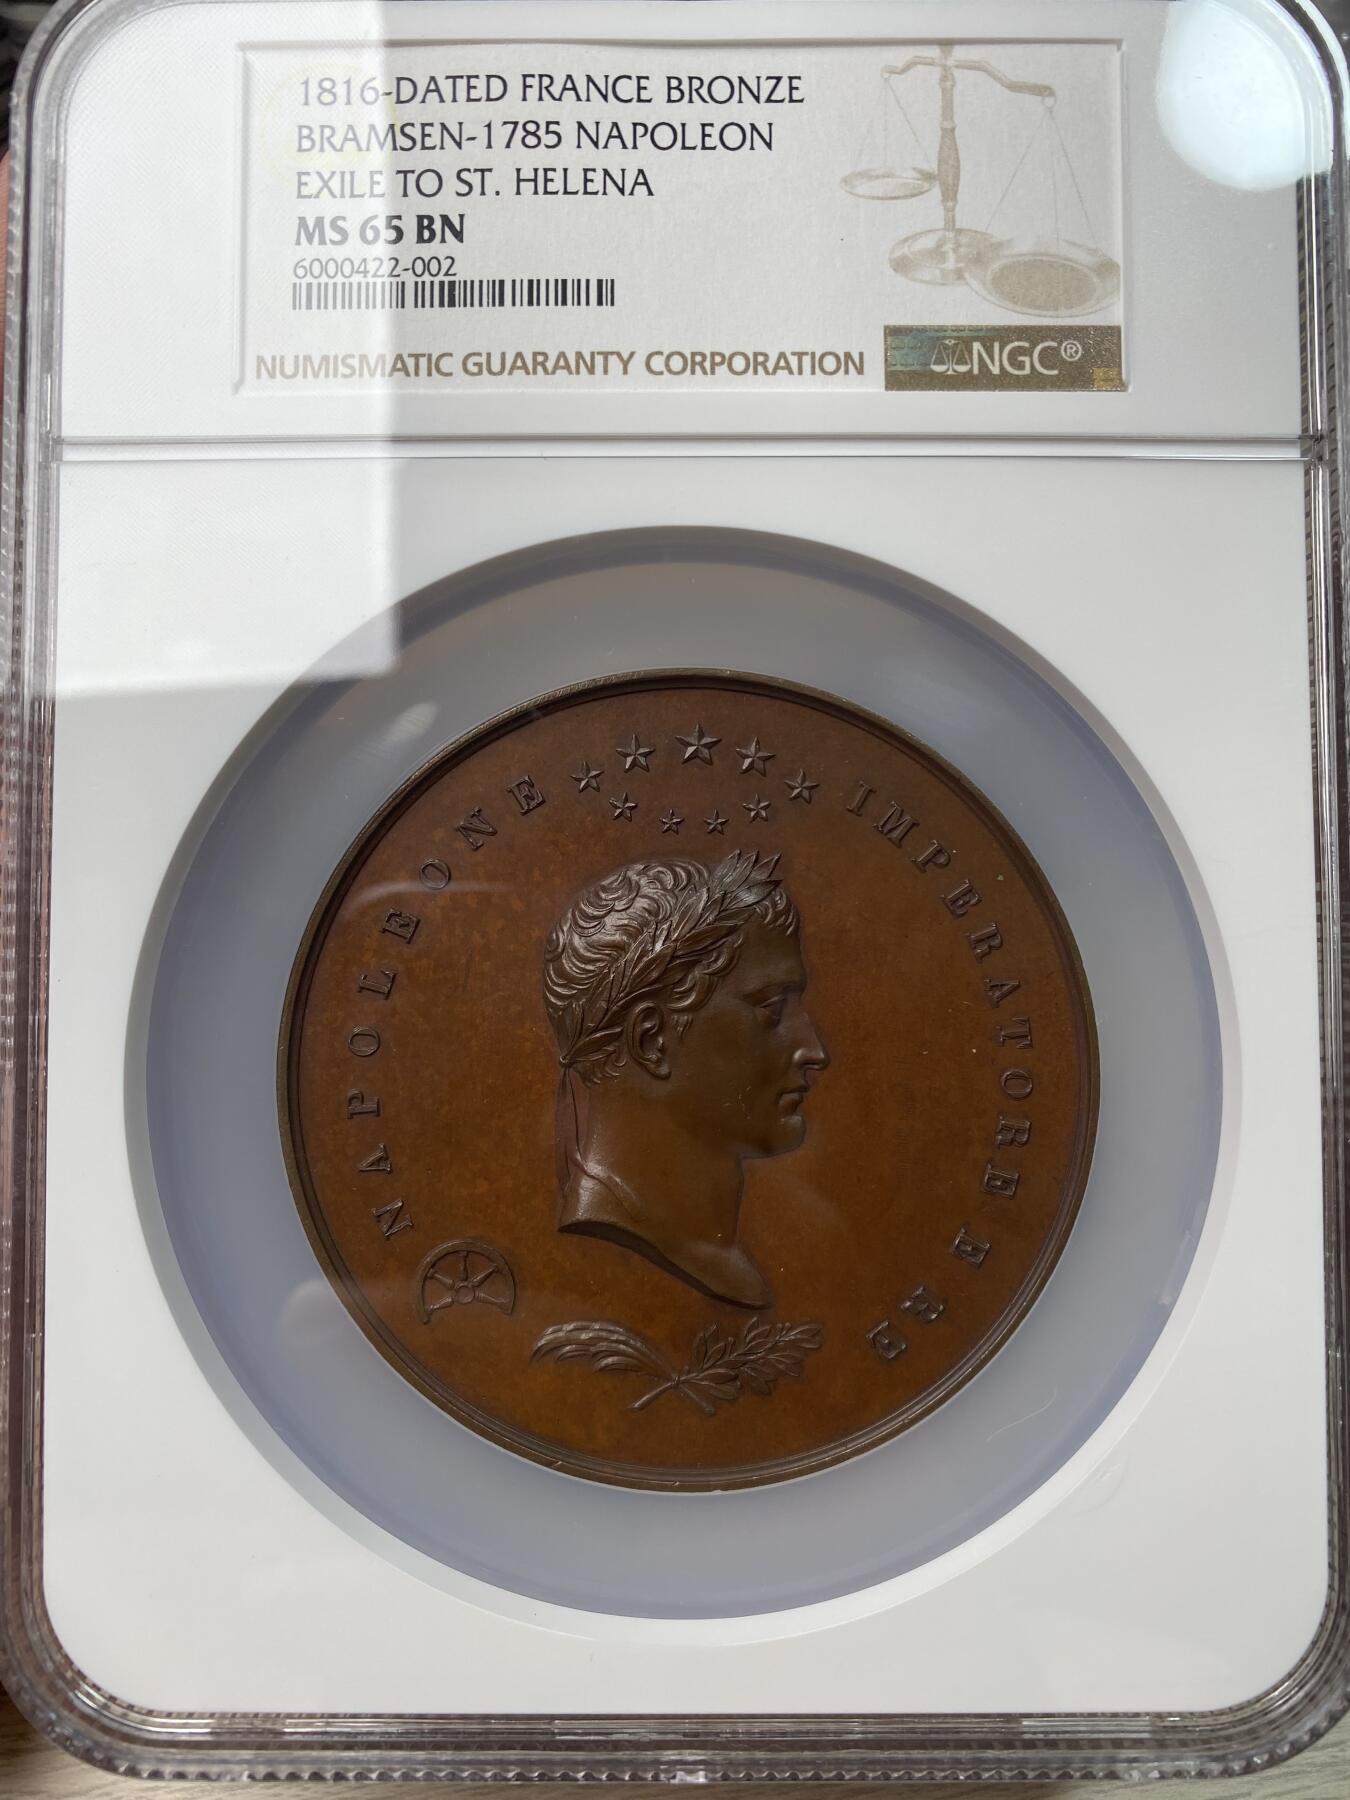 1816-DATED FRANCE BRONZE
BRAMSEN-1785 NAPOLEON
EXILE TO ST. HELENA
MS 65 BN
6000422-002
NUMISMATIC GUARANTY CORPORATION
NGC®
NAPOLEONE IMPERATORE E RE